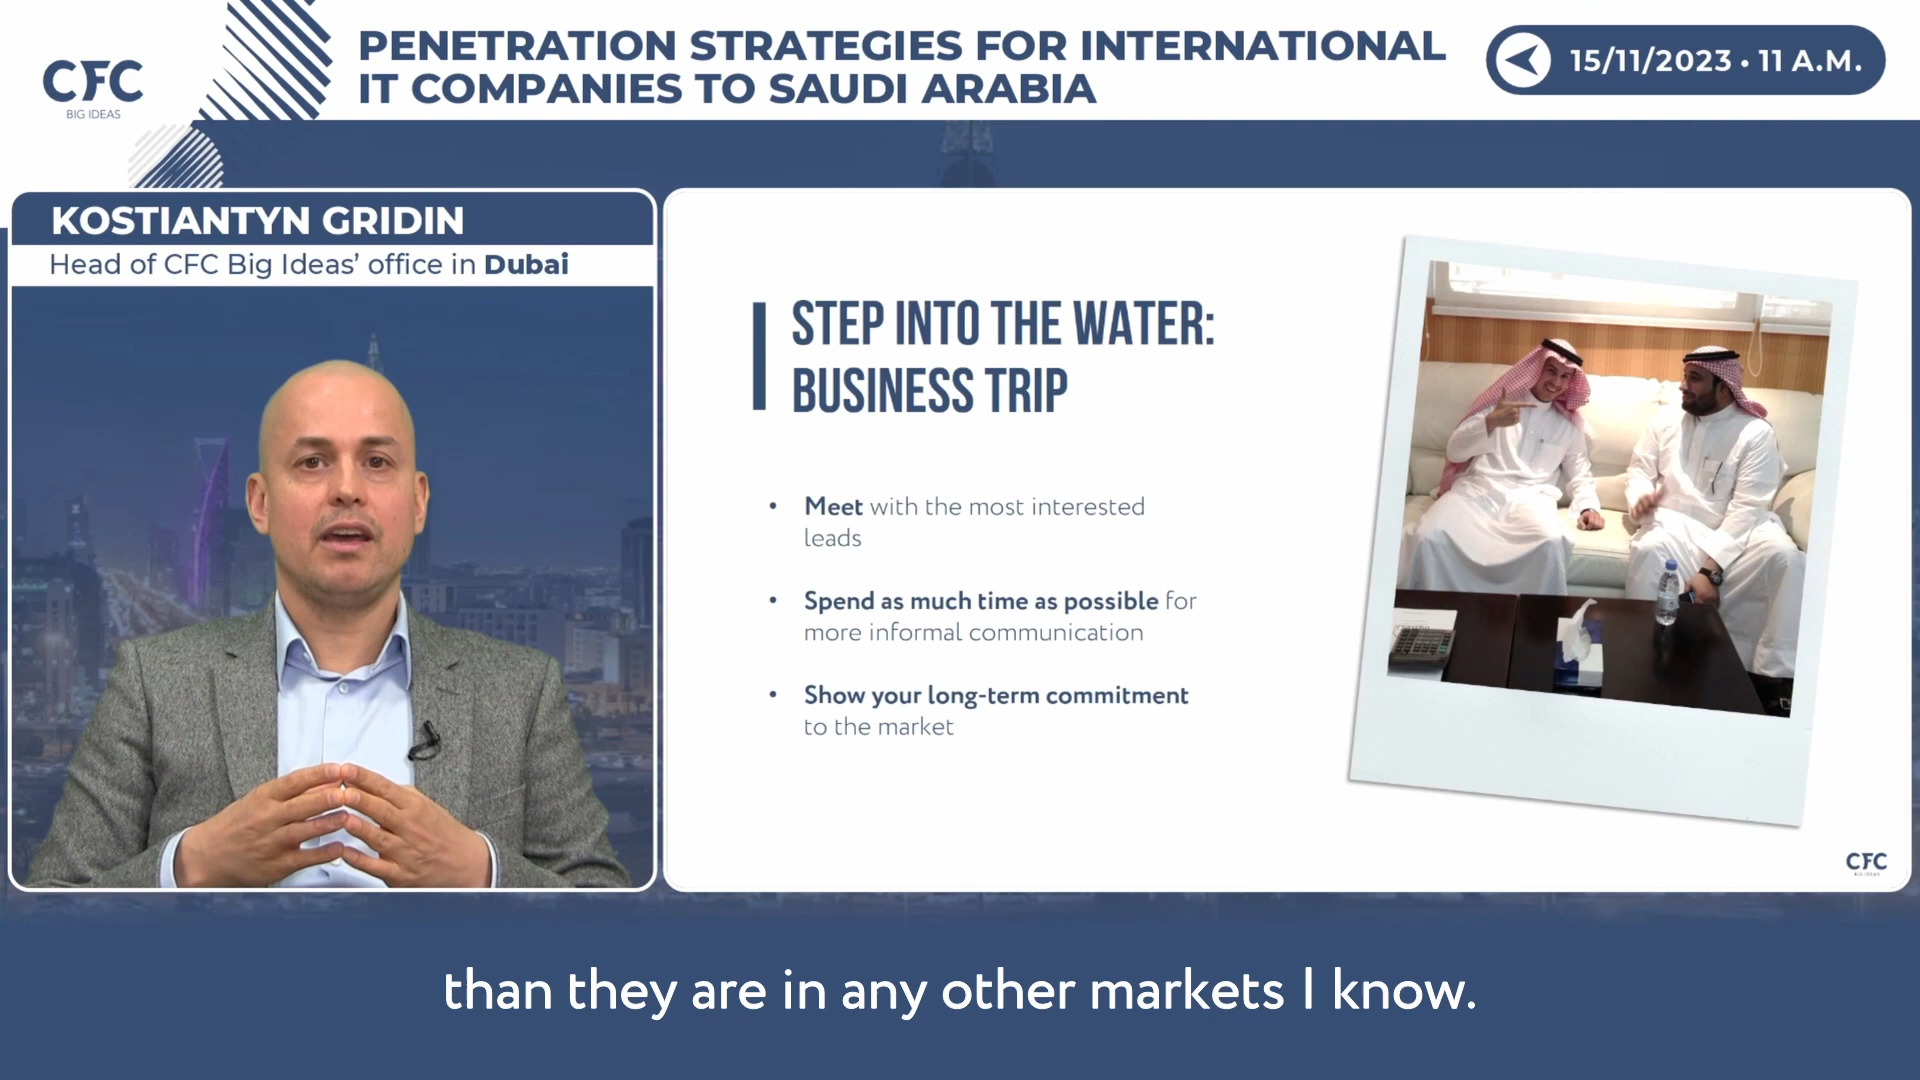 CFC
BIG IDEAS
PENETRATION STRATEGIES FOR INTERNATIONAL
IT COMPANIES TO SAUDI ARABIA
15/11/2023 • 11 A.M.
KOSTIANTYN GRIDIN
Head of CFC Big Ideas’ office in Dubai
STEP INTO THE WATER:
BUSINESS TRIP
• Meet with the most interested
leads
• Spend as much time as possible for
more informal communication
• Show your long-term commitment
to the market
CFC
BIG IDEAS
than they are in any other markets I know.